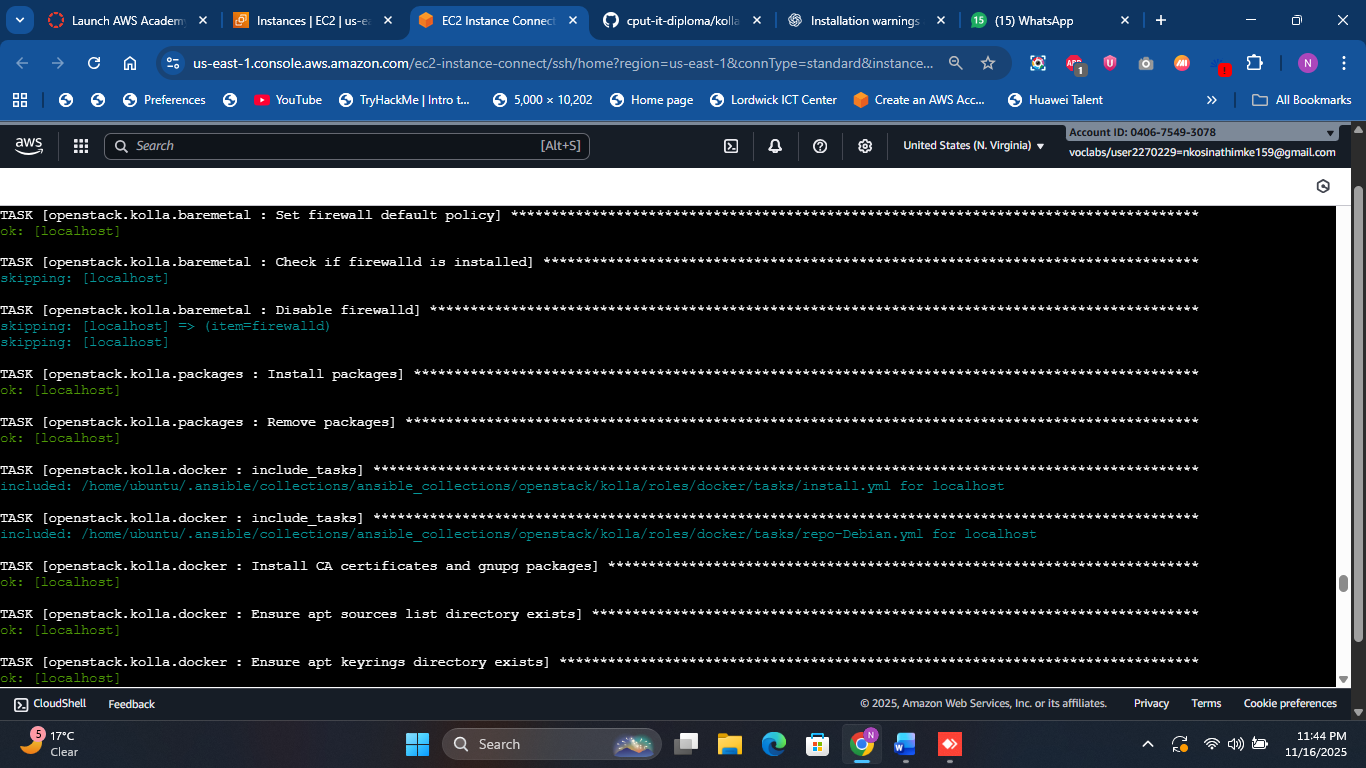 Launch AWS Academy
Instances | EC2 | us-ea
EC2 Instance Connect
cput-it-diploma/kolla
Installation warnings
15
(15) WhatsApp
us-east-1.console.aws.amazon.com/ec2-instance-connect/ssh/home?region=us-east-1&connType=standard&instance...
1
N
Preferences
YouTube
TryHackMe | Intro t...
5,000 × 10,202
Home page
Lordwick ICT Center
Create an AWS Acc...
Huawei Talent
»
All Bookmarks
aws
Search
[Alt+S]
United States (N. Virginia)
Account ID: 0406-7549-3078
voclabs/user2270229=nkosinathimke159@gmail.com
TASK [openstack.kolla.baremetal : Set firewall default policy] *************************************************************************************
ok: [localhost]
TASK [openstack.kolla.baremetal : Check if firewalld is installed] *********************************************************************************
skipping: [localhost]
TASK [openstack.kolla.baremetal : Disable firewalld] ***********************************************************************************************
skipping: [localhost] => (item=firewalld)
skipping: [localhost]
TASK [openstack.kolla.packages : Install packages] *************************************************************************************************
ok: [localhost]
TASK [openstack.kolla.packages : Remove packages] **************************************************************************************************
ok: [localhost]
TASK [openstack.kolla.docker : include_tasks] ******************************************************************************************************
included: /home/ubuntu/.ansible/collections/ansible_collections/openstack/kolla/roles/docker/tasks/install.yml for localhost
TASK [openstack.kolla.docker : include_tasks] ******************************************************************************************************
included: /home/ubuntu/.ansible/collections/ansible_collections/openstack/kolla/roles/docker/tasks/repo-Debian.yml for localhost
TASK [openstack.kolla.docker : Install CA certificates and gnupg packages] *************************************************************************
ok: [localhost]
TASK [openstack.kolla.docker : Ensure apt sources list directory exists] ***************************************************************************
ok: [localhost]
TASK [openstack.kolla.docker : Ensure apt keyrings directory exists] *******************************************************************************
ok: [localhost]
CloudShell
Feedback
© 2025, Amazon Web Services, Inc. or its affiliates.
Privacy
Terms
Cookie preferences
5
17°C
Clear
Search
N
11:44 PM
11/16/2025